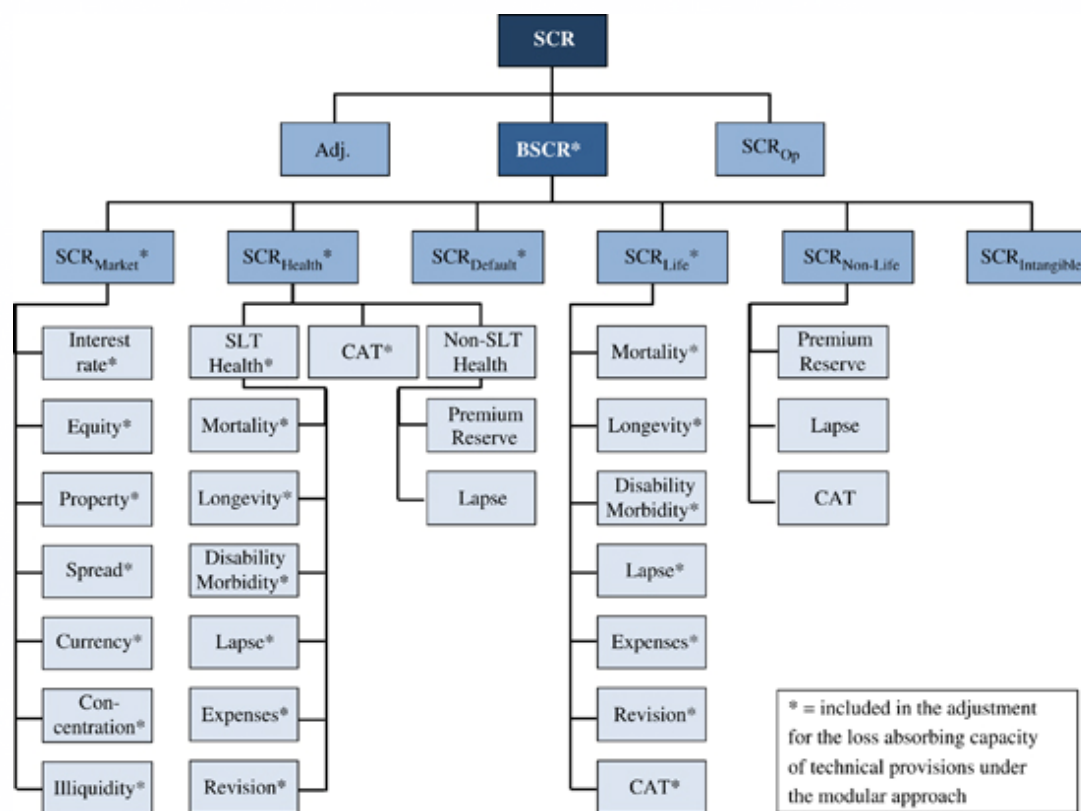 SCR
Adj.
BSCR*
SCROp
SCRMarket*
SCRHealth*
SCRDefault*
SCRLife*
SCRNon-Life
SCRIntangible
Interest
rate*
Equity*
Property*
Spread*
Currency*
Con-
centration*
Illiquidity*
SLT
Health*
CAT*
Non-SLT
Health
Mortality*
Longevity*
Disability
Morbidity*
Lapse*
Expenses*
Revision*
Premium
Reserve
Lapse
Mortality*
Longevity*
Disability
Morbidity*
Lapse*
Expenses*
Revision*
CAT*
Premium
Reserve
Lapse
CAT
* = included in the adjustment
for the loss absorbing capacity
of technical provisions under
the modular approach